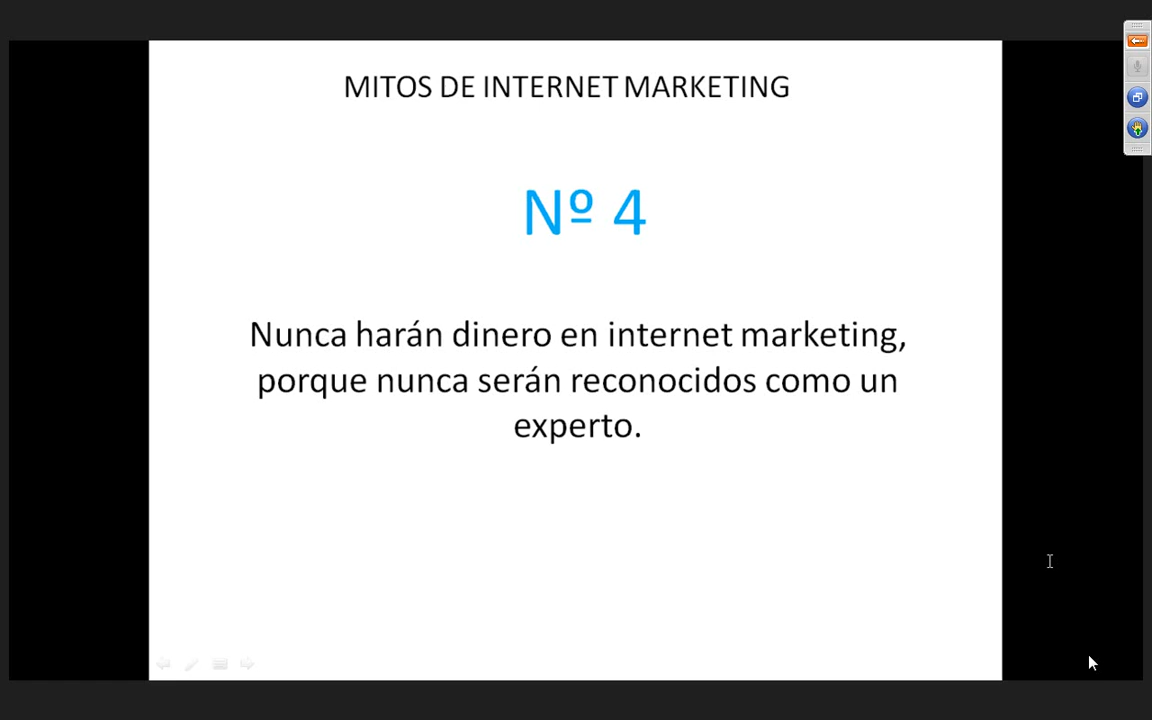 MITOS DE INTERNET MARKETING
Nº 4
Nunca harán dinero en internet marketing,
porque nunca serán reconocidos como un
experto.